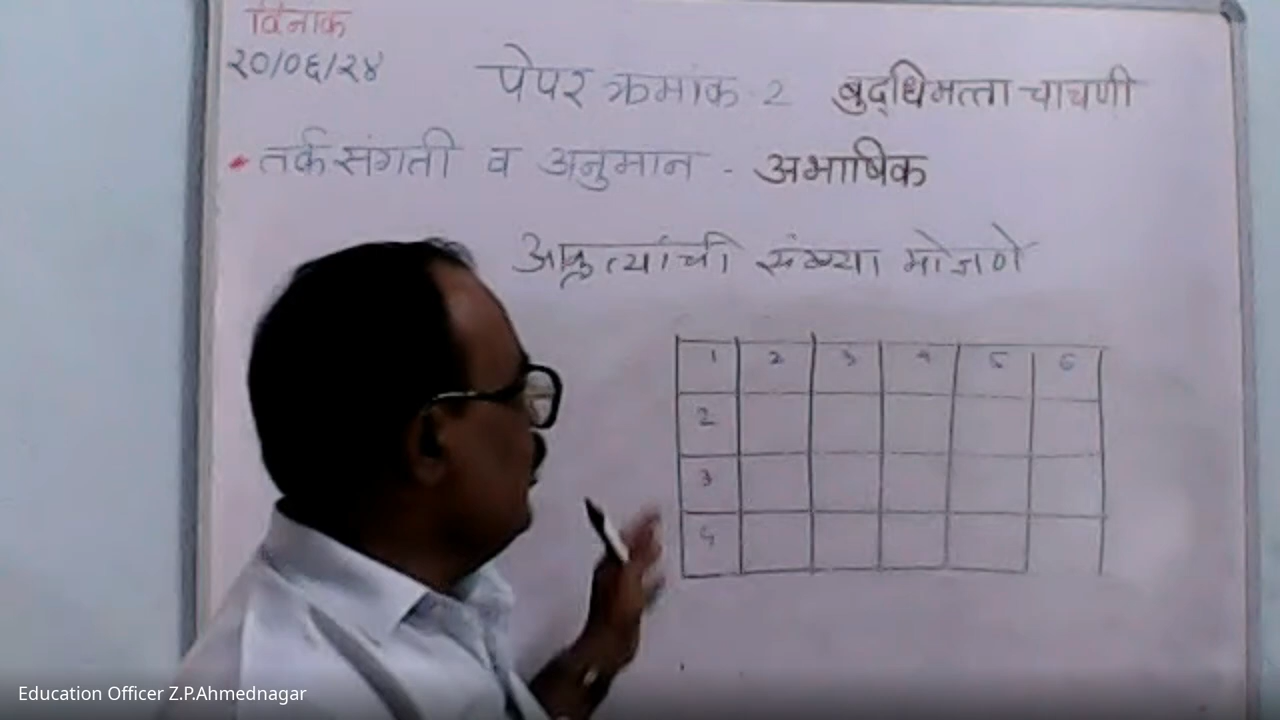 दिनांक
२०/०६/२४
पेपर क्रमांक 2 बुद्धिमत्ता चाचणी
तर्कसंगती व अनुमान - अभाषिक
आकृत्यांची संख्या मोजणे
1 2 3 4 5 6
2
3
4
Education Officer Z.P.Ahmednagar